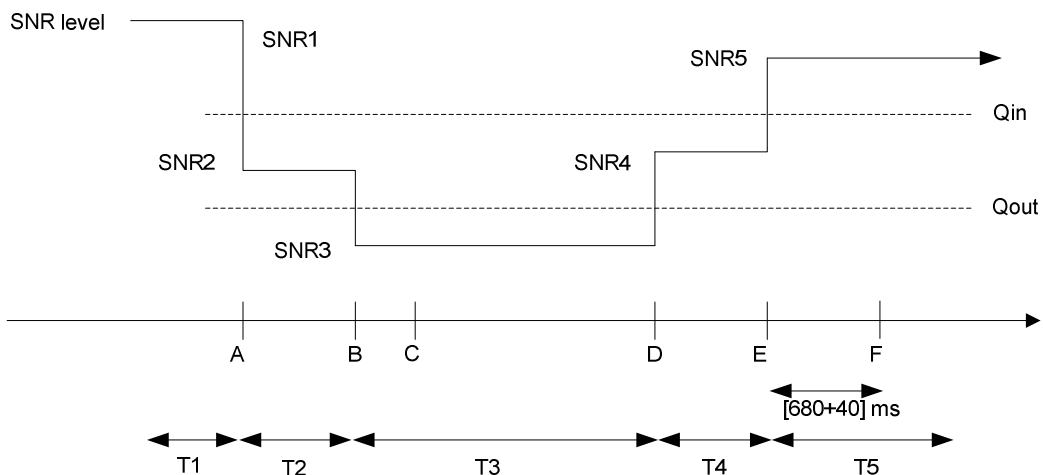 SNR level
SNR1
SNR5
Qin
SNR2
SNR4
Qout
SNR3
A
B
C
D
E
F
[680+40] ms
T1
T2
T3
T4
T5